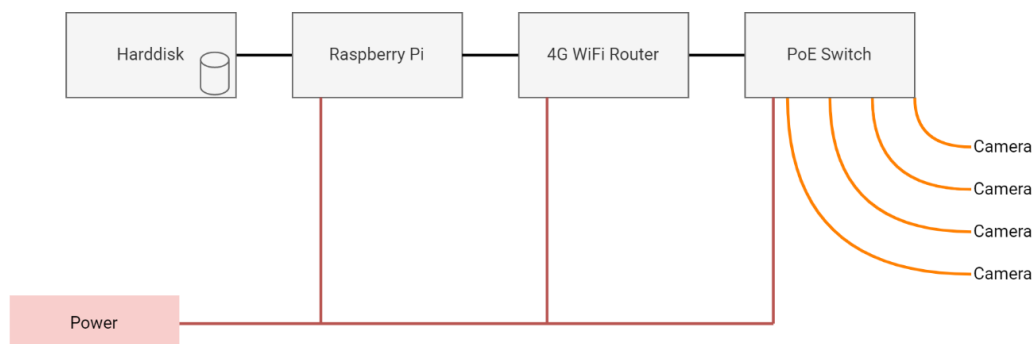 Harddisk
Raspberry Pi
4G WiFi Router
PoE Switch
Camera
Camera
Camera
Camera
Power